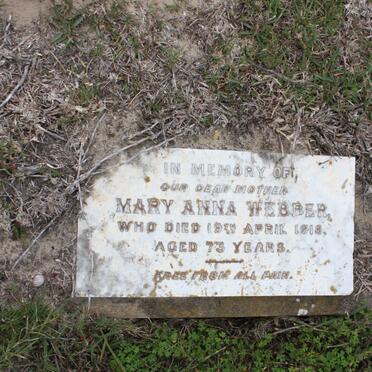 IN MEMORY OF
OUR DEAR MOTHER
MARY ANNA WEBBER
WHO DIED 19TH APRIL 1918.
AGED 73 YEARS.
FREE FROM ALL PAIN.